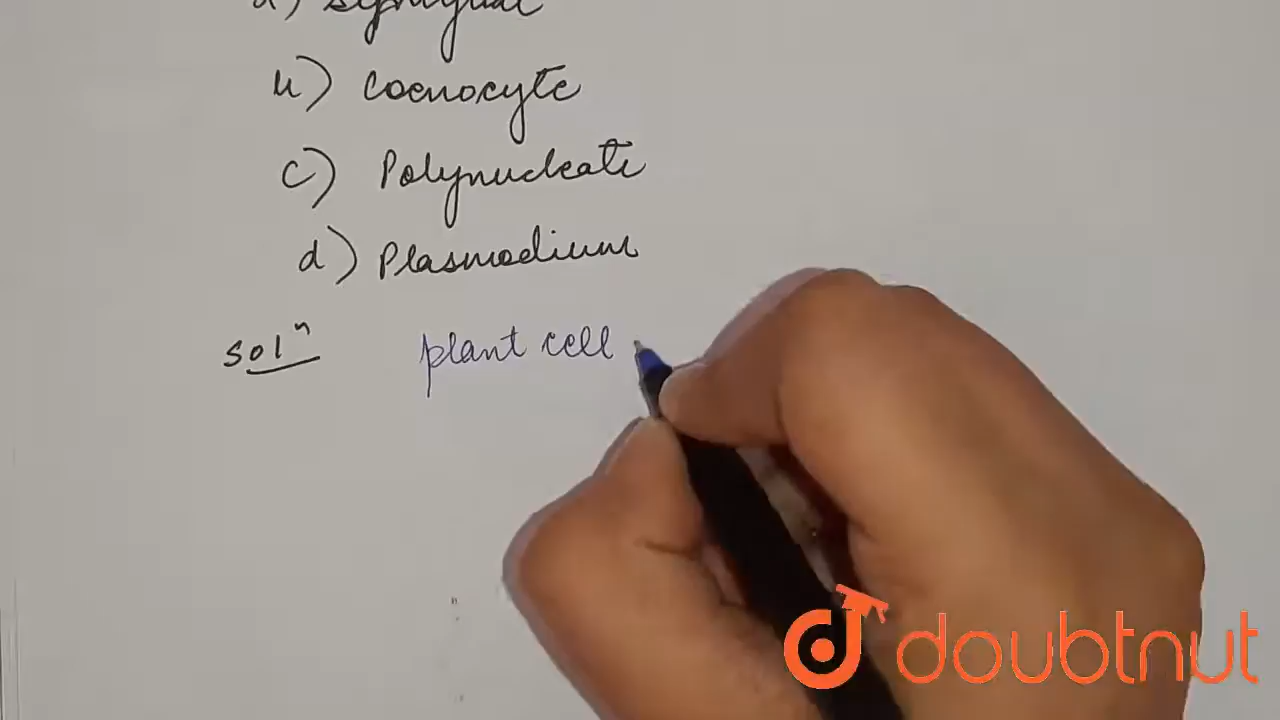 b) Coenocyte
c) Polynucleate
d) Plasmodium
solⁿ plant cell
doubtnut